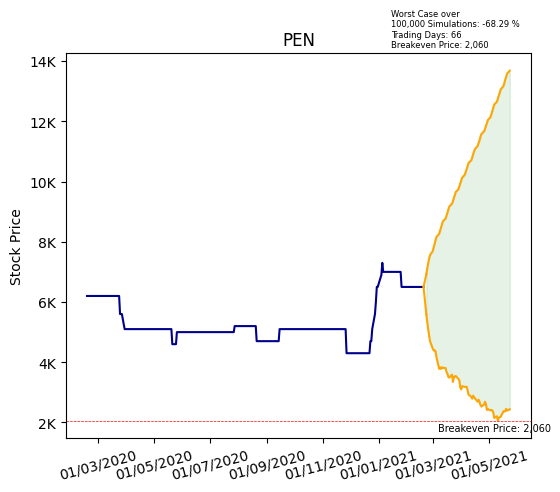 Worst Case over
100,000 Simulations: -68.29 %
Trading Days: 66
Breakeven Price: 2,060
PEN
14K
12K
10K
8K
6K
4K
2K
Stock Price
Breakeven Price: 2,060
01/03/2020
01/05/2020
01/07/2020
01/09/2020
01/11/2020
01/01/2021
01/03/2021
01/05/2021